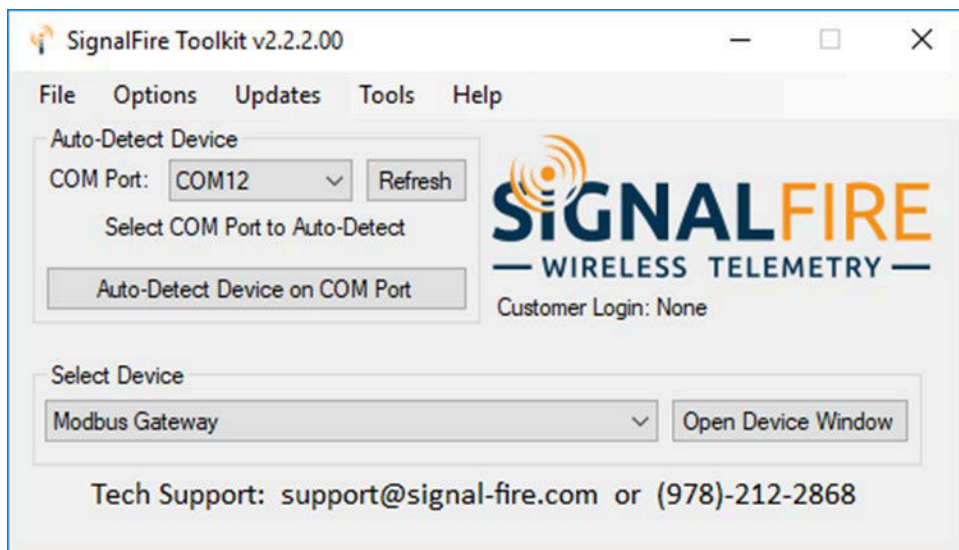 SignalFire Toolkit v2.2.2.00
File Options Updates Tools Help
Auto-Detect Device
COM Port: COM12 Refresh
Select COM Port to Auto-Detect
Auto-Detect Device on COM Port
SIGNALFIRE
WIRELESS TELEMETRY
Customer Login: None
Select Device
Modbus Gateway Open Device Window
Tech Support: support@signal-fire.com or (978)-212-2868